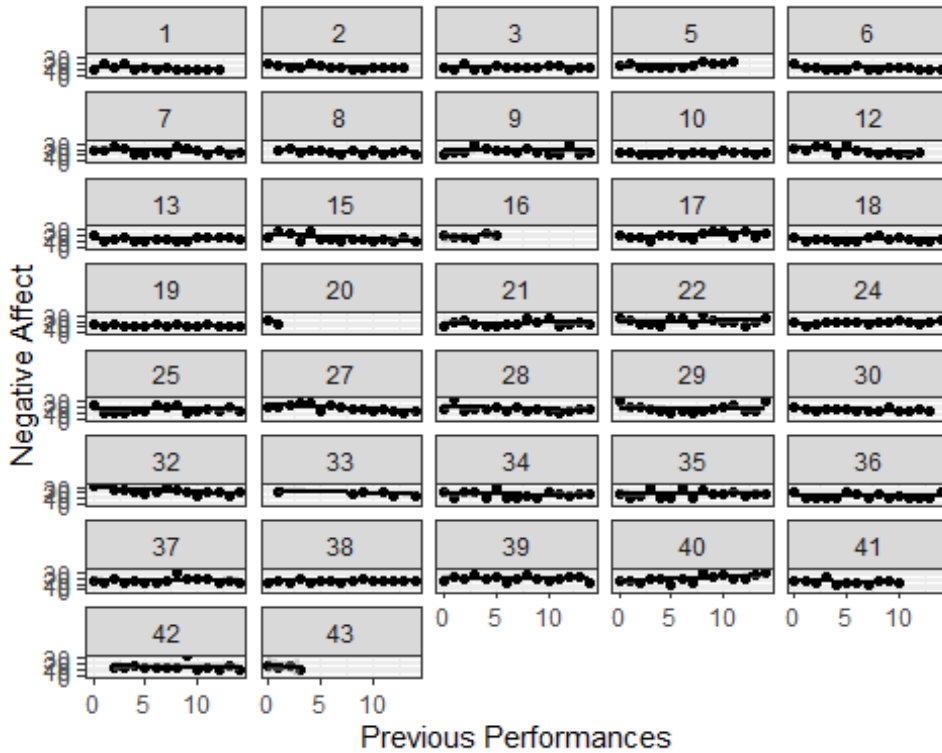 1 2 3 5 6
7 8 9 10 12
13 15 16 17 18
19 20 21 22 24
25 27 28 29 30
32 33 34 35 36
37 38 39 40 41
0 5 10 0 5 10 0 5 10
42 43
0 5 10 0 5 10
Previous Performances
Negative Affect